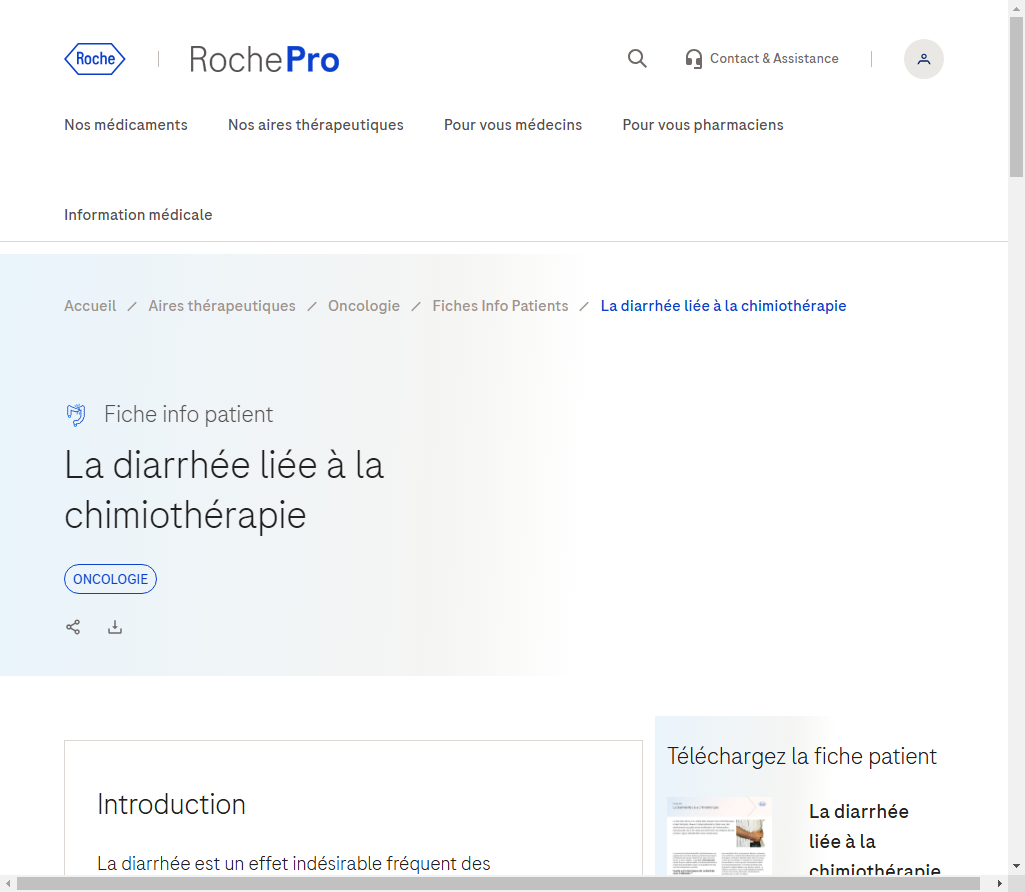 Roche
RochePro
Contact & Assistance
Nos médicaments
Nos aires thérapeutiques
Pour vous médecins
Pour vous pharmaciens
Information médicale
Accueil / Aires thérapeutiques / Oncologie / Fiches Info Patients / La diarrhée liée à la chimiothérapie
Fiche info patient
La diarrhée liée à la
chimiothérapie
ONCOLOGIE
Introduction
La diarrhée est un effet indésirable fréquent des
Téléchargez la fiche patient
La diarrhée
liée à la
chimiothérapie